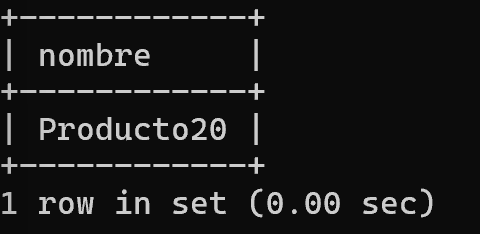 +------------+
| nombre     |
+------------+
| Producto20 |
+------------+
1 row in set (0.00 sec)